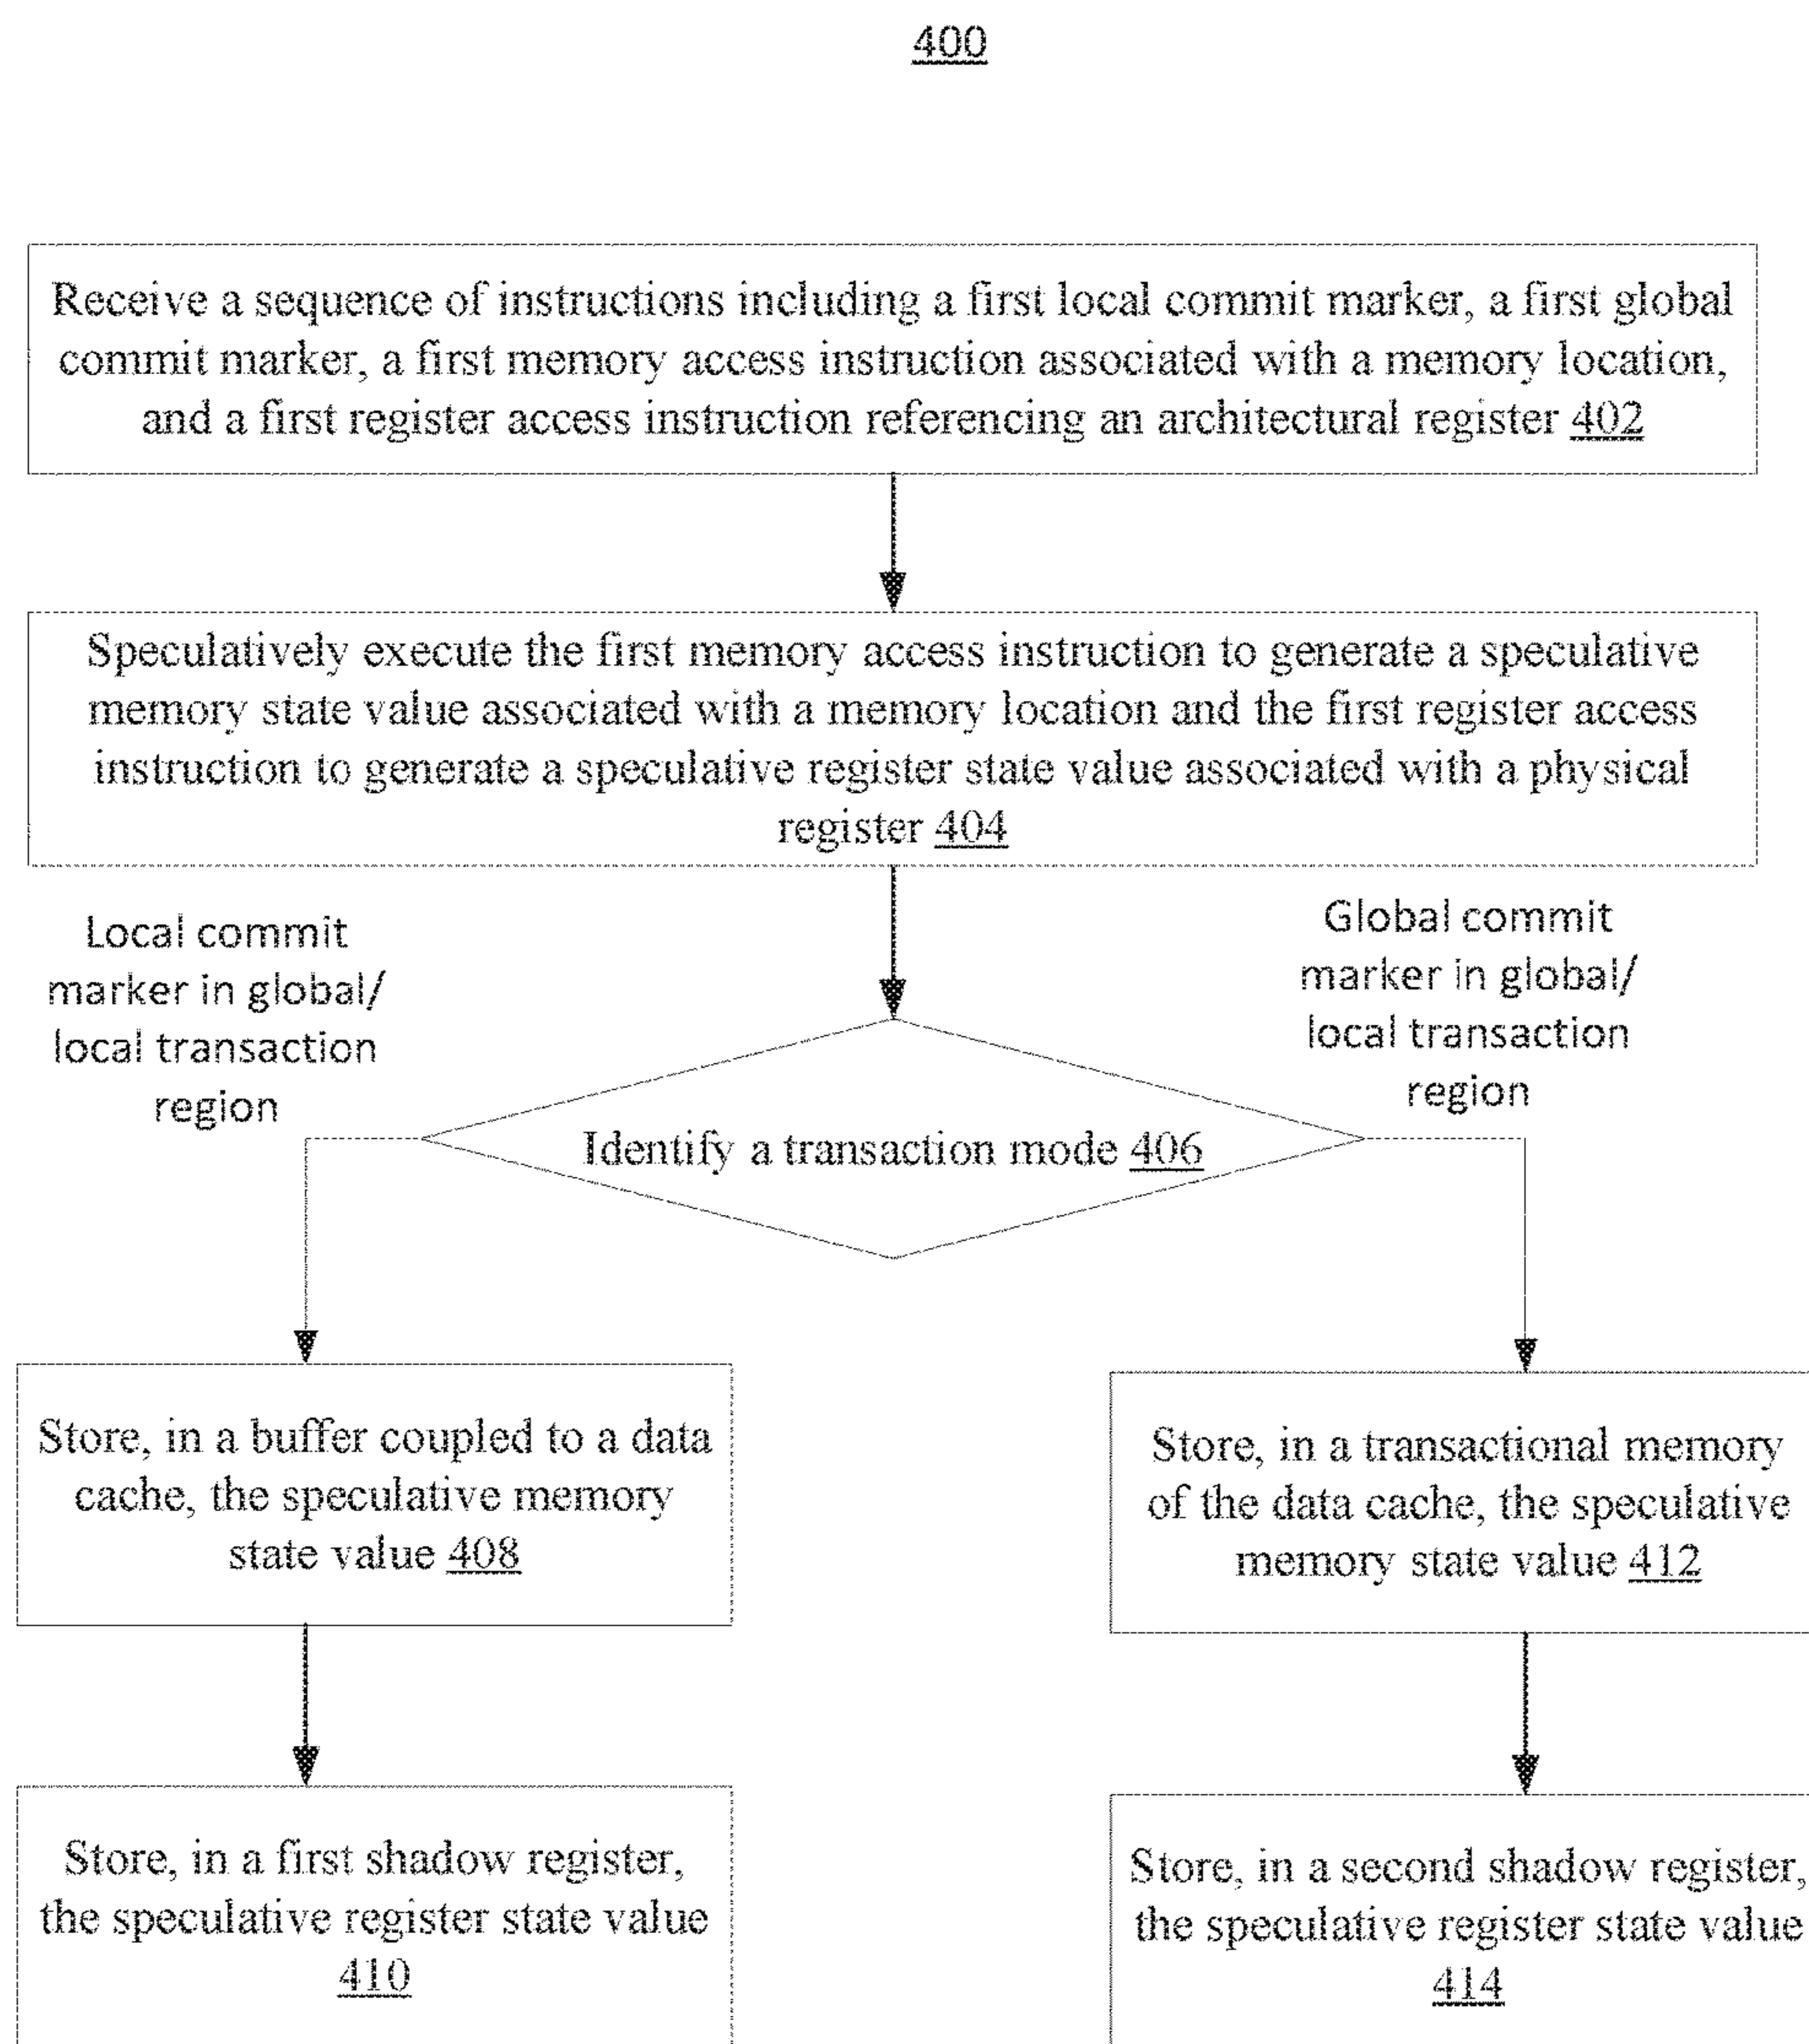 400
Receive a sequence of instructions including a first local commit marker, a first global
commit marker, a first memory access instruction associated with a memory location,
and a first register access instruction referencing an architectural register 402
Speculatively execute the first memory access instruction to generate a speculative
memory state value associated with a memory location and the first register access
instruction to generate a speculative register state value associated with a physical
register 404
Local commit
marker in global/
local transaction
region
Global commit
marker in global/
local transaction
region
Identify a transaction mode 406
Store, in a buffer coupled to a data
cache, the speculative memory
state value 408
Store, in a transactional memory
of the data cache, the speculative
memory state value 412
Store, in a first shadow register,
the speculative register state value
410
Store, in a second shadow register,
the speculative register state value
414